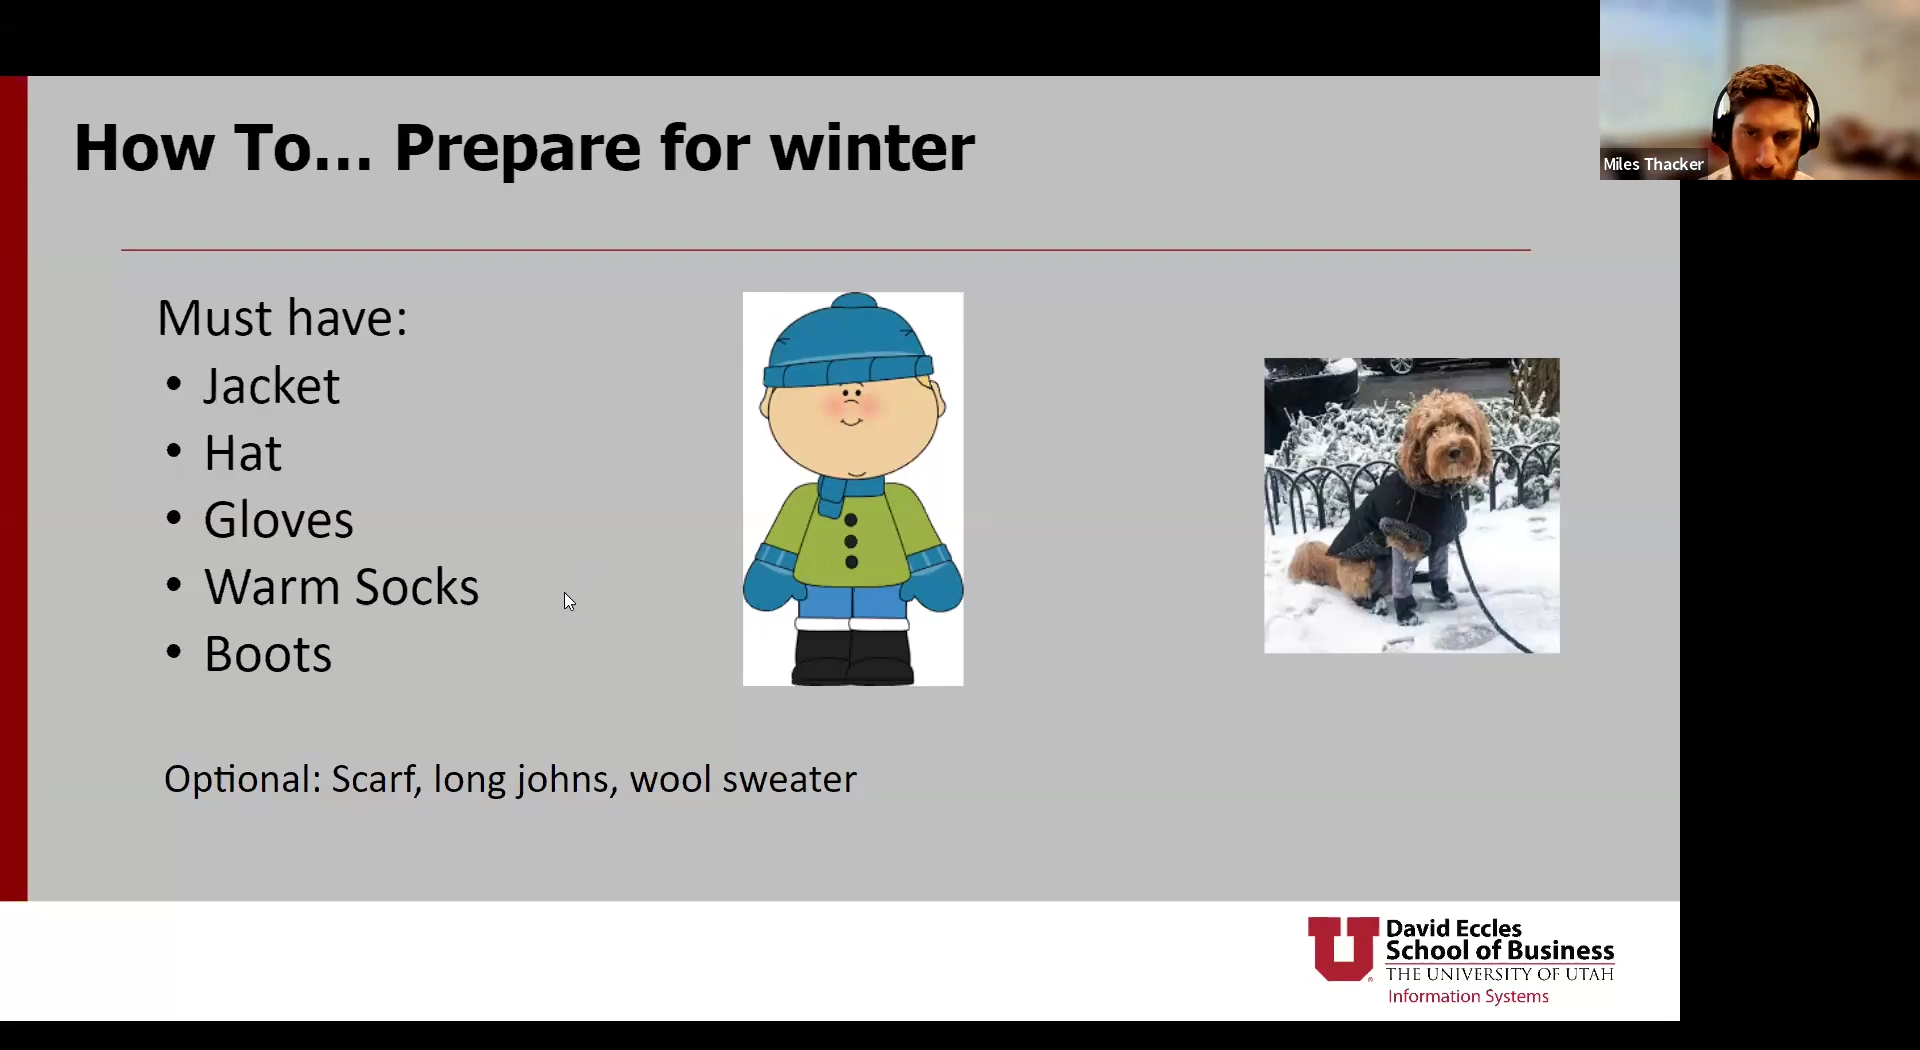 How To... Prepare for winter
Miles Thacker
Must have:
• Jacket
• Hat
• Gloves
• Warm Socks
• Boots
Optional: Scarf, long johns, wool sweater
U
David Eccles
School of Business
THE UNIVERSITY OF UTAH
Information Systems